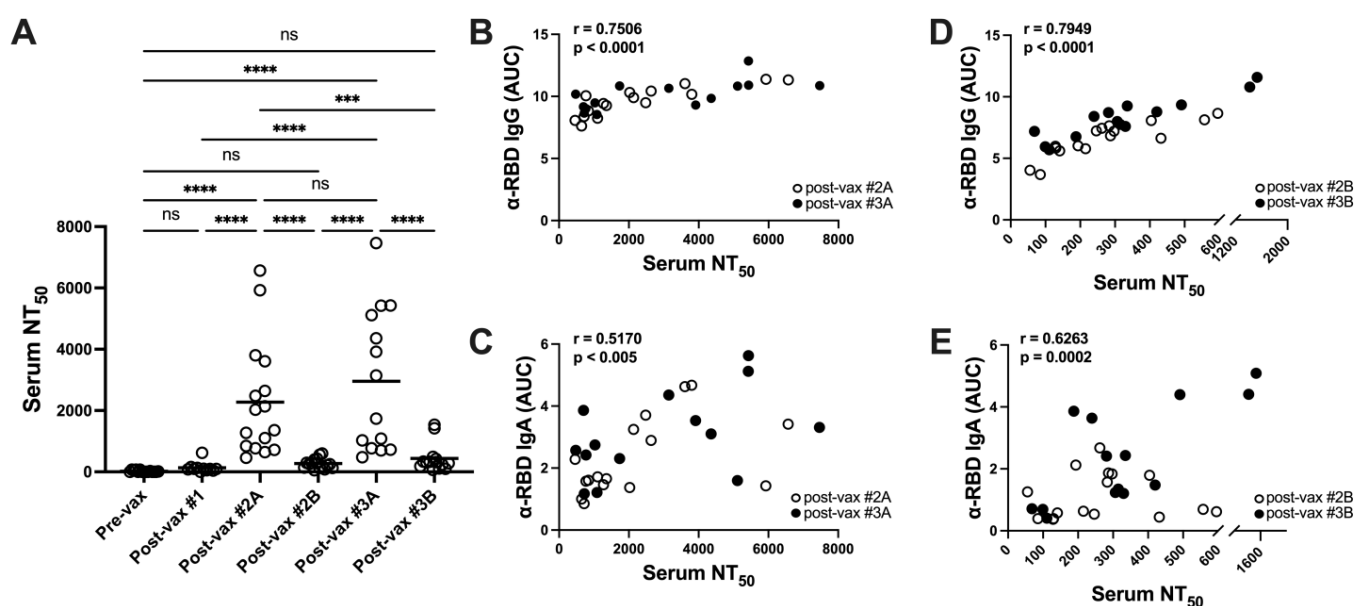 A
ns
****
***
****
ns
****
ns
ns
****
****
****
****
8000
6000
4000
2000
0
Serum NT50
Pre-vax
Post-vax #1
Post-vax #2A
Post-vax #2B
Post-vax #3A
Post-vax #3B
B
r = 0.7506
p < 0.0001
α-RBD IgG (AUC)
15
10
5
0
0 2000 4000 6000 8000
Serum NT50
post-vax #2A
post-vax #3A
C
r = 0.5170
p < 0.005
α-RBD IgA (AUC)
6
4
2
0
0 2000 4000 6000 8000
Serum NT50
post-vax #2A
post-vax #3A
D
r = 0.7949
p < 0.0001
α-RBD IgG (AUC)
15
10
5
0
0 100 200 300 400 500 600 1200 2000
Serum NT50
post-vax #2B
post-vax #3B
E
r = 0.6263
p = 0.0002
α-RBD IgA (AUC)
6
4
2
0
0 100 200 300 400 500 600 1600
Serum NT50
post-vax #2B
post-vax #3B